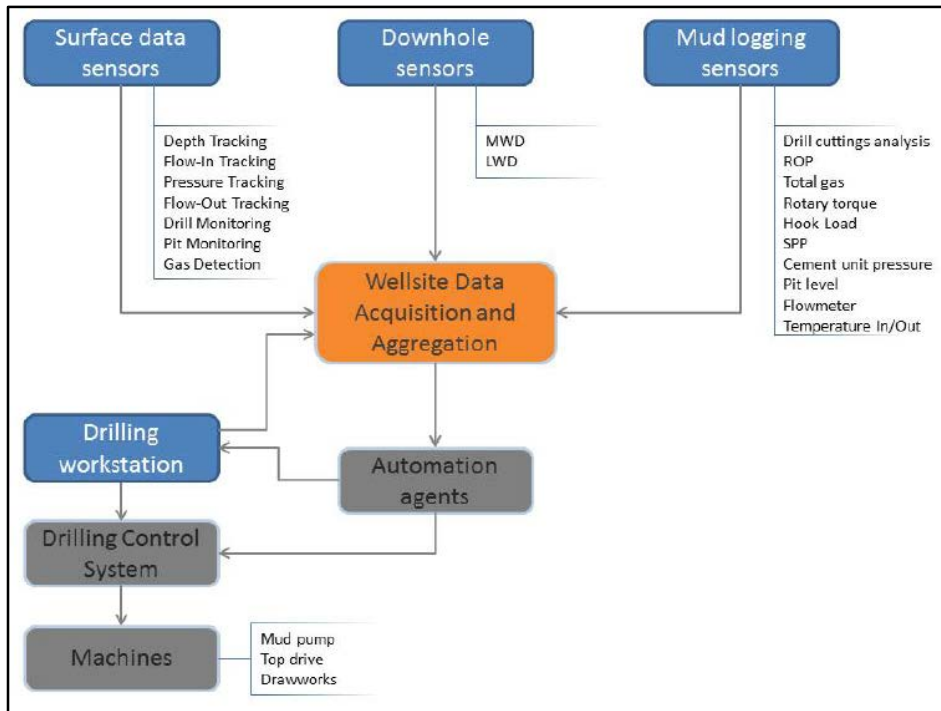 Surface data
sensors
Downhole
sensors
Mud logging
sensors
Depth Tracking
Flow-In Tracking
Pressure Tracking
Flow-Out Tracking
Drill Monitoring
Pit Monitoring
Gas Detection
MWD
LWD
Drill cuttings analysis
ROP
Total gas
Rotary torque
Hook Load
SPP
Cement unit pressure
Pit level
Flowmeter
Temperature In/Out
Wellsite Data
Acquisition and
Aggregation
Drilling
workstation
Automation
agents
Drilling Control
System
Machines
Mud pump
Top drive
Drawworks